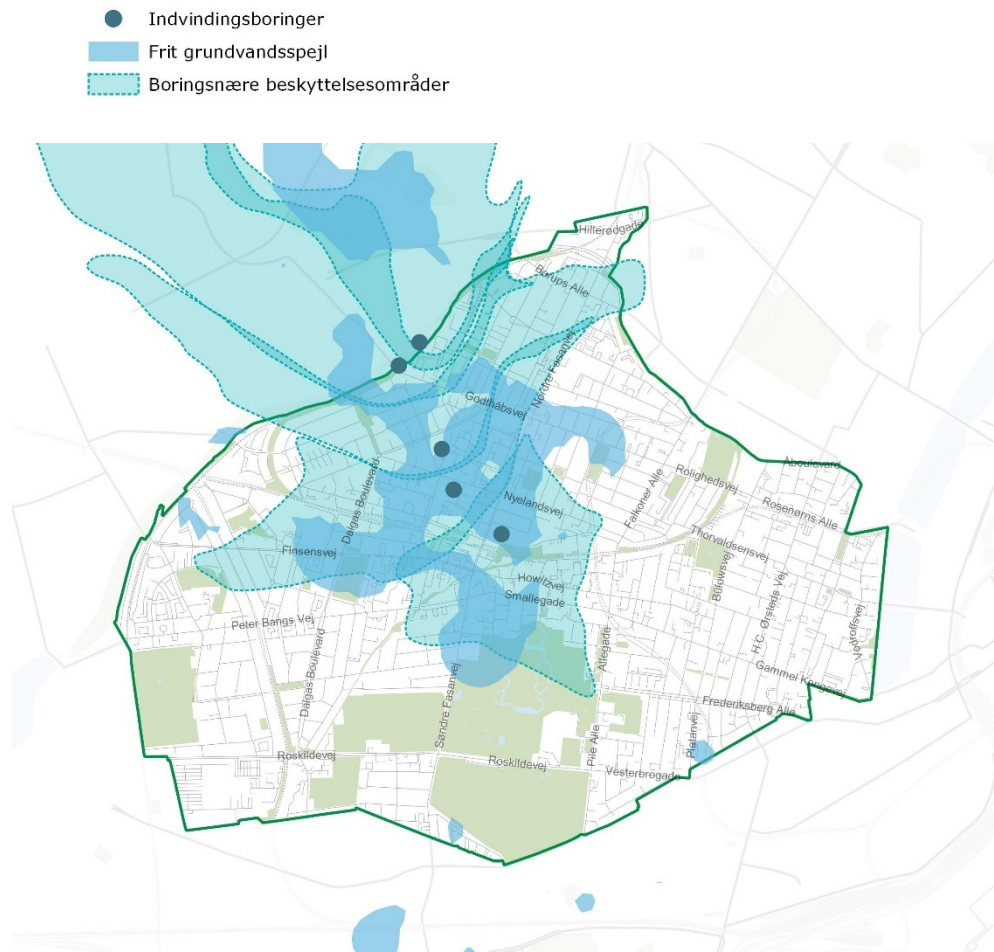 Indvindingsboringer
Frit grundvandsspejl
Boringsnære beskyttelsesområder
Hillerødgade
Borups Alle
Nordre Fasanvej
Godthåbsvej
Åboulevard
Rolighedsvej
Falkoner Alle
Rosenørns Alle
Dalgas Boulevard
Nyelandsvej
Thorvaldsensvej
Finsensvej
Bülowsvej
Howitzvej
Smallegade
H.C. Ørsteds Vej
Vodroffsvej
Peter Bangs Vej
Dalgas Boulevard
Allegade
Gammel Kongevej
Søndre Fasanvej
Frederiksberg Alle
Platanvej
Pile Alle
Roskildevej
Roskildevej
Vesterbrogade